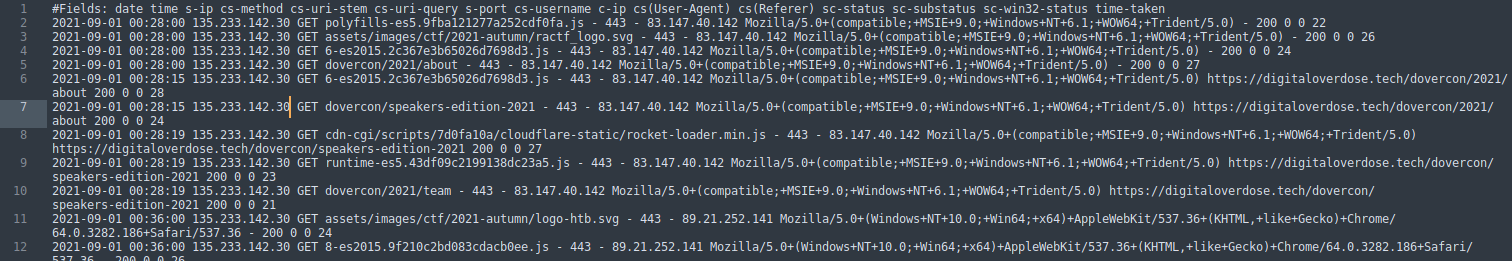 1 #Fields: date time s-ip cs-method cs-uri-stem cs-uri-query s-port cs-username c-ip cs(User-Agent) cs(Referer) sc-status sc-substatus sc-win32-status time-taken
2 2021-09-01 00:28:00 135.233.142.30 GET polyfills-es5.9fba121277a252cdf0fa.js - 443 - 83.147.40.142 Mozilla/5.0+(compatible;+MSIE+9.0;+Windows+NT+6.1;+WOW64;+Trident/5.0) - 200 0 0 22
3 2021-09-01 00:28:00 135.233.142.30 GET assets/images/ctf/2021-autumn/ractf_logo.svg - 443 - 83.147.40.142 Mozilla/5.0+(compatible;+MSIE+9.0;+Windows+NT+6.1;+WOW64;+Trident/5.0) - 200 0 0 26
4 2021-09-01 00:28:00 135.233.142.30 GET 6-es2015.2c367e3b65026d7698d3.js - 443 - 83.147.40.142 Mozilla/5.0+(compatible;+MSIE+9.0;+Windows+NT+6.1;+WOW64;+Trident/5.0) - 200 0 0 24
5 2021-09-01 00:28:00 135.233.142.30 GET dovercon/2021/about - 443 - 83.147.40.142 Mozilla/5.0+(compatible;+MSIE+9.0;+Windows+NT+6.1;+WOW64;+Trident/5.0) - 200 0 0 27
6 2021-09-01 00:28:15 135.233.142.30 GET 6-es2015.2c367e3b65026d7698d3.js - 443 - 83.147.40.142 Mozilla/5.0+(compatible;+MSIE+9.0;+Windows+NT+6.1;+WOW64;+Trident/5.0) https://digitaloverdose.tech/dovercon/2021/
about 200 0 0 28
7 2021-09-01 00:28:15 135.233.142.30 GET dovercon/speakers-edition-2021 - 443 - 83.147.40.142 Mozilla/5.0+(compatible;+MSIE+9.0;+Windows+NT+6.1;+WOW64;+Trident/5.0) https://digitaloverdose.tech/dovercon/2021/
about 200 0 0 24
8 2021-09-01 00:28:19 135.233.142.30 GET cdn-cgi/scripts/7d0fa10a/cloudflare-static/rocket-loader.min.js - 443 - 83.147.40.142 Mozilla/5.0+(compatible;+MSIE+9.0;+Windows+NT+6.1;+WOW64;+Trident/5.0)
https://digitaloverdose.tech/dovercon/speakers-edition-2021 200 0 0 27
9 2021-09-01 00:28:19 135.233.142.30 GET runtime-es5.43df09c2199138dc23a5.js - 443 - 83.147.40.142 Mozilla/5.0+(compatible;+MSIE+9.0;+Windows+NT+6.1;+WOW64;+Trident/5.0) https://digitaloverdose.tech/dovercon/
speakers-edition-2021 200 0 0 23
10 2021-09-01 00:28:19 135.233.142.30 GET dovercon/2021/team - 443 - 83.147.40.142 Mozilla/5.0+(compatible;+MSIE+9.0;+Windows+NT+6.1;+WOW64;+Trident/5.0) https://digitaloverdose.tech/dovercon/
speakers-edition-2021 200 0 0 21
11 2021-09-01 00:36:00 135.233.142.30 GET assets/images/ctf/2021-autumn/logo-htb.svg - 443 - 89.21.252.141 Mozilla/5.0+(Windows+NT+10.0;+Win64;+x64)+AppleWebKit/537.36+(KHTML,+like+Gecko)+Chrome/
64.0.3282.186+Safari/537.36 - 200 0 0 24
12 2021-09-01 00:36:00 135.233.142.30 GET 8-es2015.9f210c2bd083cdacb0ee.js - 443 - 89.21.252.141 Mozilla/5.0+(Windows+NT+10.0;+Win64;+x64)+AppleWebKit/537.36+(KHTML,+like+Gecko)+Chrome/64.0.3282.186+Safari/
537.36 - 200 0 0 26